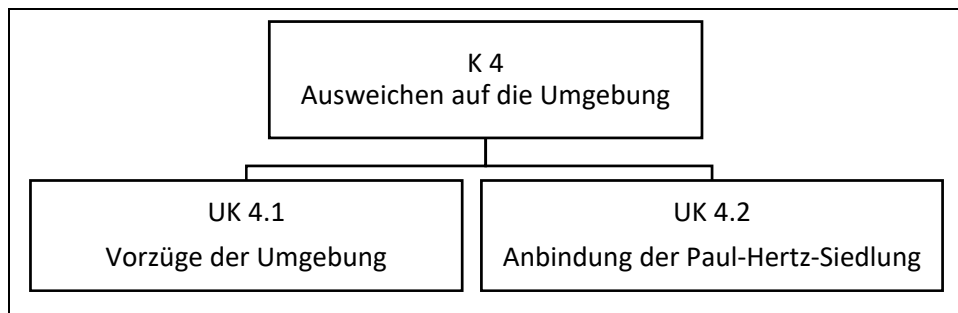 K 4
Ausweichen auf die Umgebung
UK 4.1
Vorzüge der Umgebung
UK 4.2
Anbindung der Paul-Hertz-Siedlung